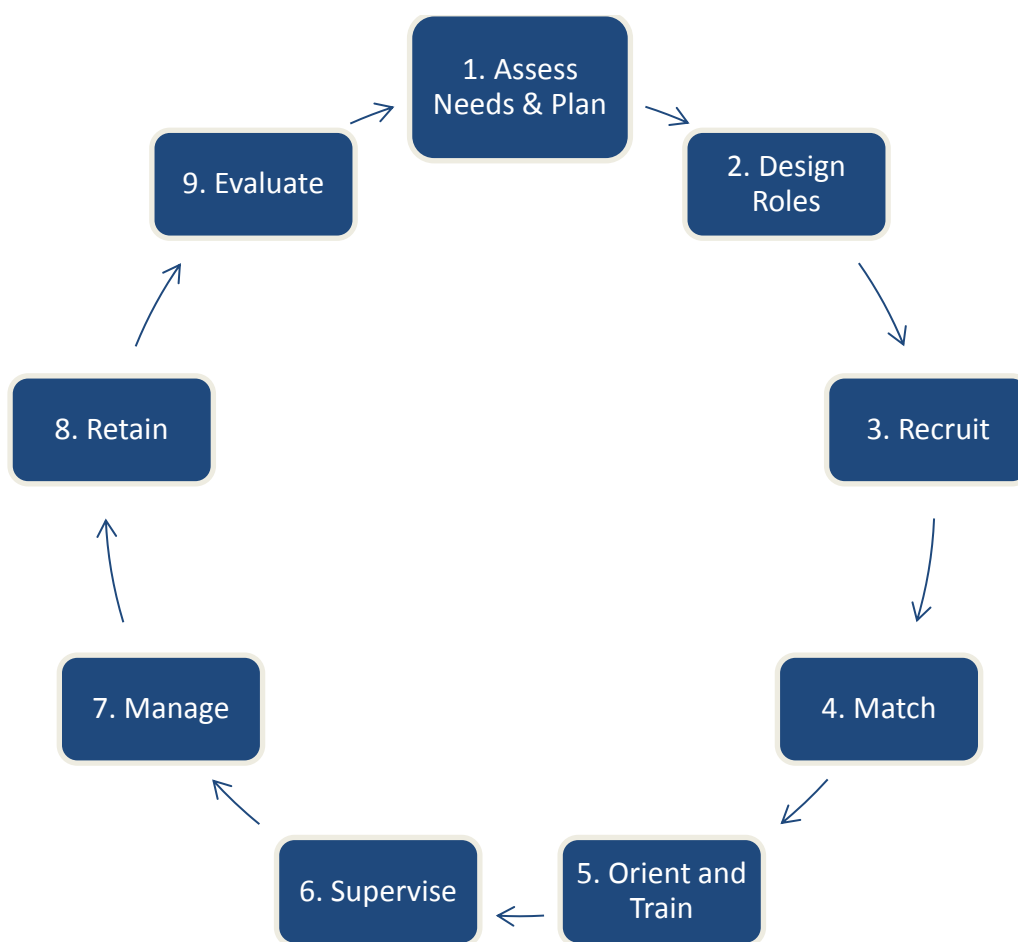 1. Assess
Needs & Plan
2. Design
Roles
3. Recruit
4. Match
5. Orient and
Train
6. Supervise
7. Manage
8. Retain
9. Evaluate